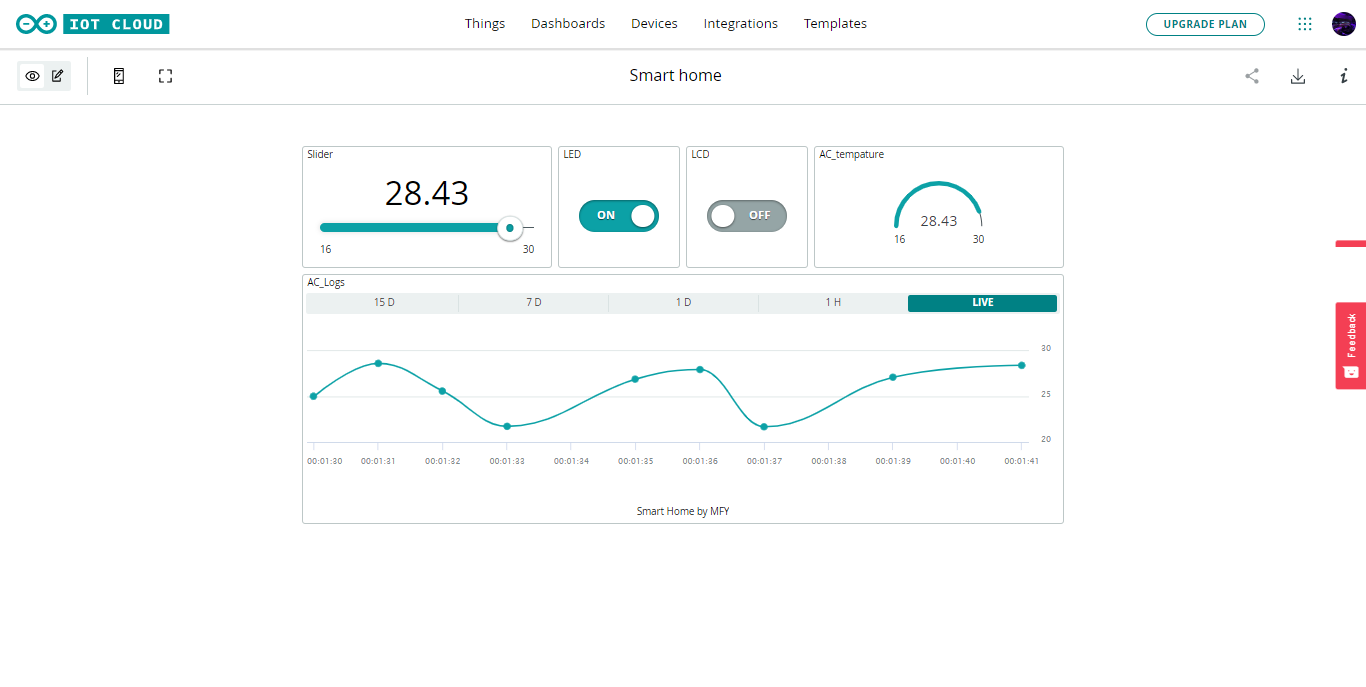 IOT CLOUD
Things Dashboards Devices Integrations Templates
UPGRADE PLAN
Smart home
Slider
28.43
16 30
LED
ON
LCD
OFF
AC_tempature
28.43
16 30
AC_Logs
15 D 7 D 1 D 1 H LIVE
30
25
20
00:01:30 00:01:31 00:01:32 00:01:33 00:01:34 00:01:35 00:01:36 00:01:37 00:01:38 00:01:39 00:01:40 00:01:41
Smart Home by MFY
Feedback